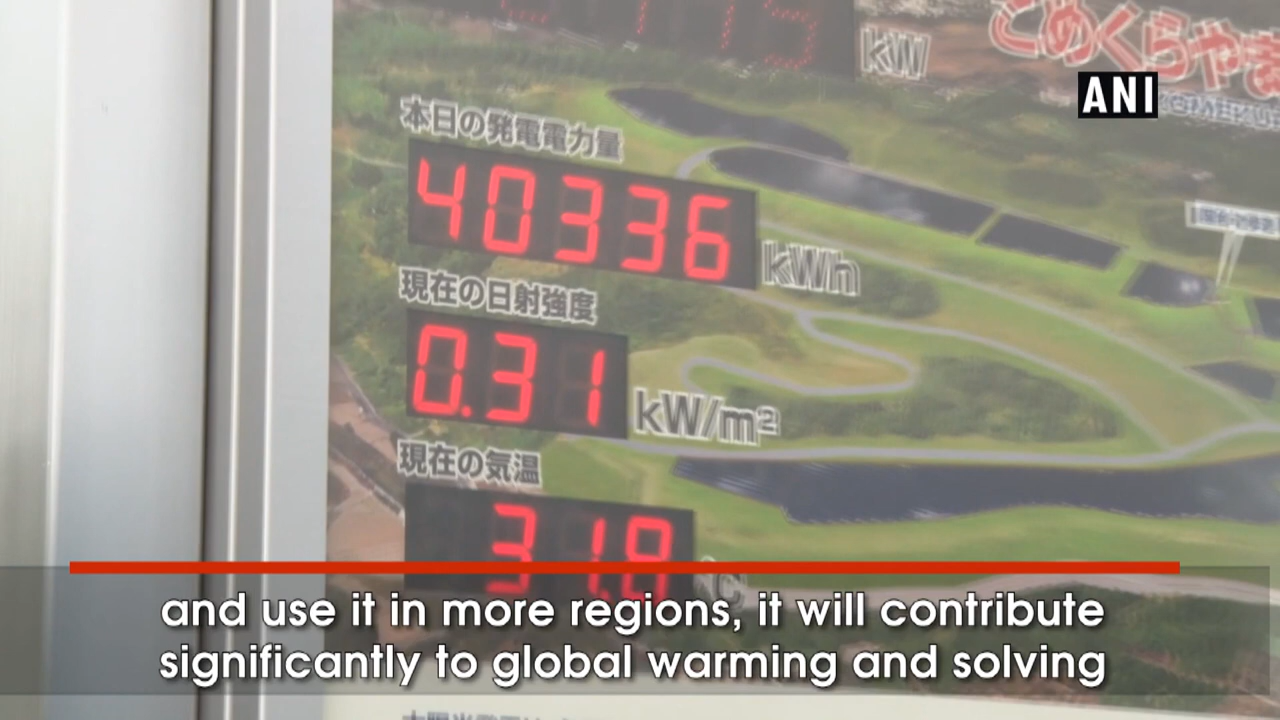 kW
こめくらやま
ANI
本日の発電電力量
40336 kWh
現在の日射強度
0.31 kW/m²
現在の気温
31.8 °C
and use it in more regions, it will contribute
significantly to global warming and solving